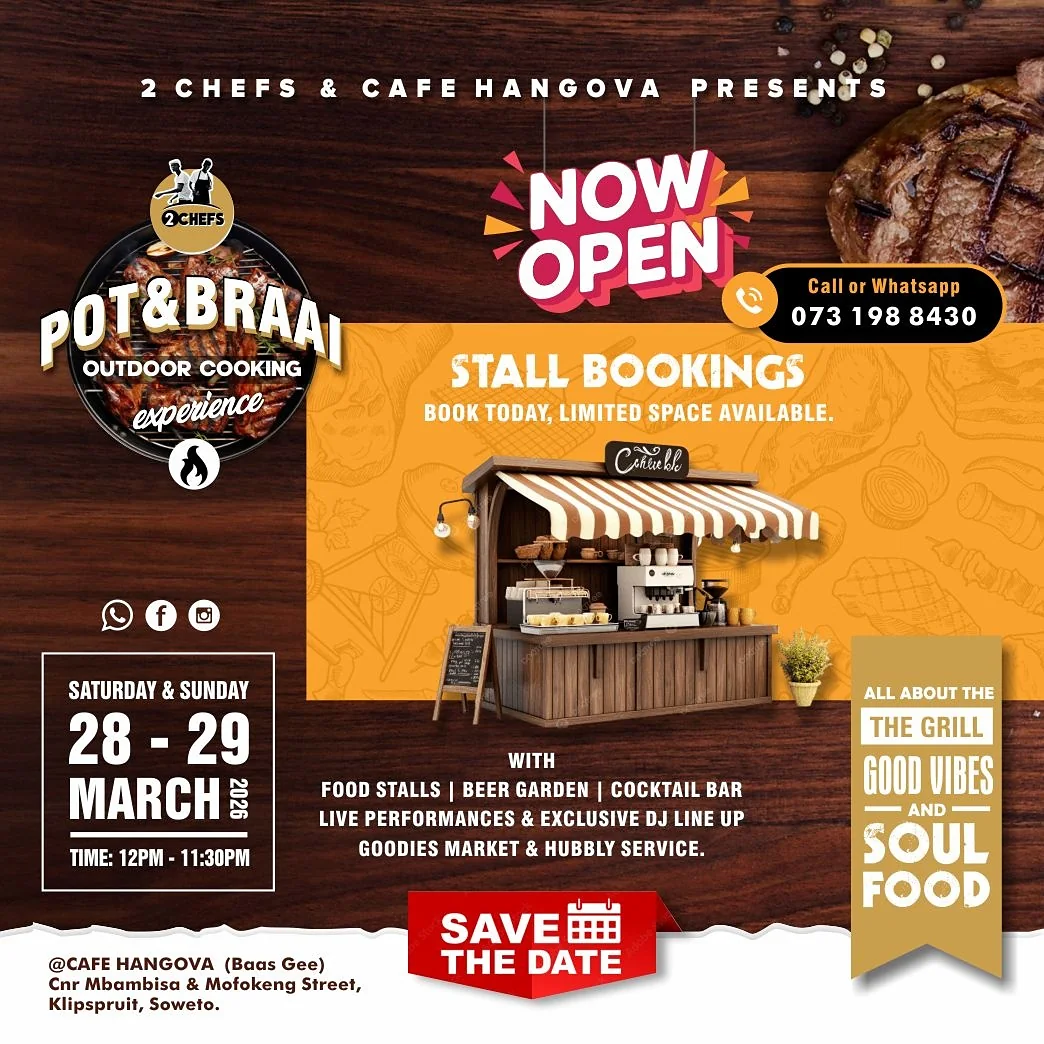 2 CHEFS & CAFE HANGOVA PRESENTS
NOW
OPEN
2CHEFS
POT&BRAAI
OUTDOOR COOKING
experience
Call or Whatsapp
073 198 8430
STALL BOOKINGS
BOOK TODAY, LIMITED SPACE AVAILABLE.
SATURDAY & SUNDAY
28 - 29
MARCH 2026
TIME: 12PM - 11:30PM
WITH
FOOD STALLS | BEER GARDEN | COCKTAIL BAR
LIVE PERFORMANCES & EXCLUSIVE DJ LINE UP
GOODIES MARKET & HUBBLY SERVICE.
ALL ABOUT THE
THE GRILL
GOOD VIBES
AND
SOUL
FOOD
SAVE
THE DATE
@CAFE HANGOVA (Baas Gee)
Cnr Mbambisa & Mofokeng Street,
Klipspruit, Soweto.